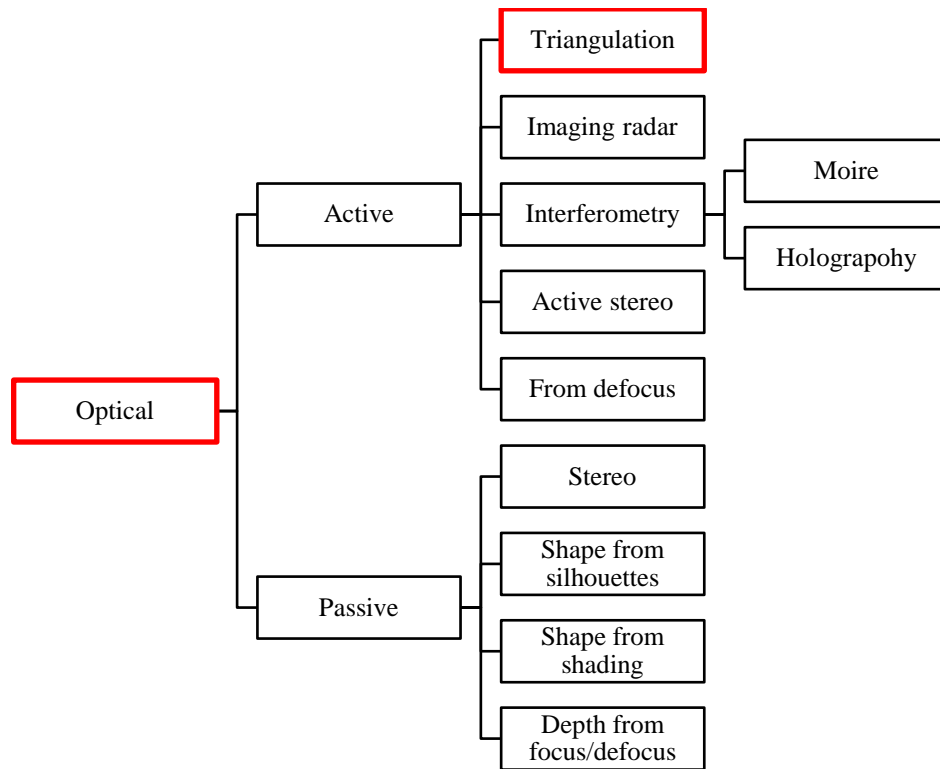 Triangulation
Imaging radar
Moire
Active
Interferometry
Holograpohy
Active stereo
From defocus
Optical
Stereo
Shape from
silhouettes
Passive
Shape from
shading
Depth from
focus/defocus